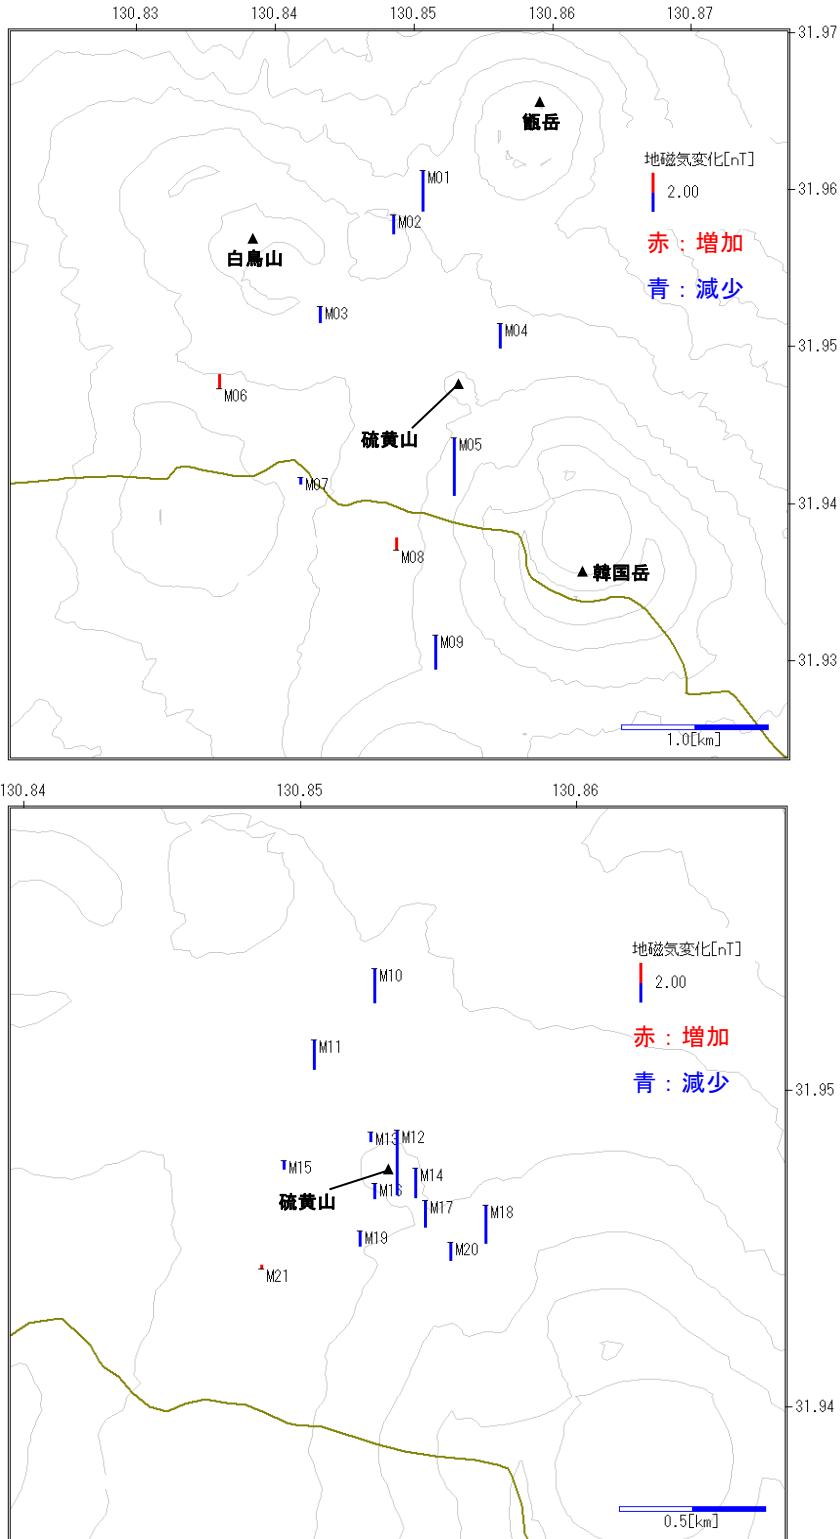 130.83 130.84 130.85 130.86 130.87
31.97
甑岳
地磁気変化[nT]
M01
31.96
2.00
M02
赤：増加
白鳥山
青：減少
M03
M04
31.95
M06
硫黄山
M05
M07
31.94
M08
韓国岳
M09
31.93
1.0[km]
130.84 130.85 130.86
地磁気変化[nT]
M10
2.00
赤：増加
M11
青：減少
31.95
M13 M12
M15
M14
M16
硫黄山
M17
M18
M19
M20
M21
31.94
0.5[km]